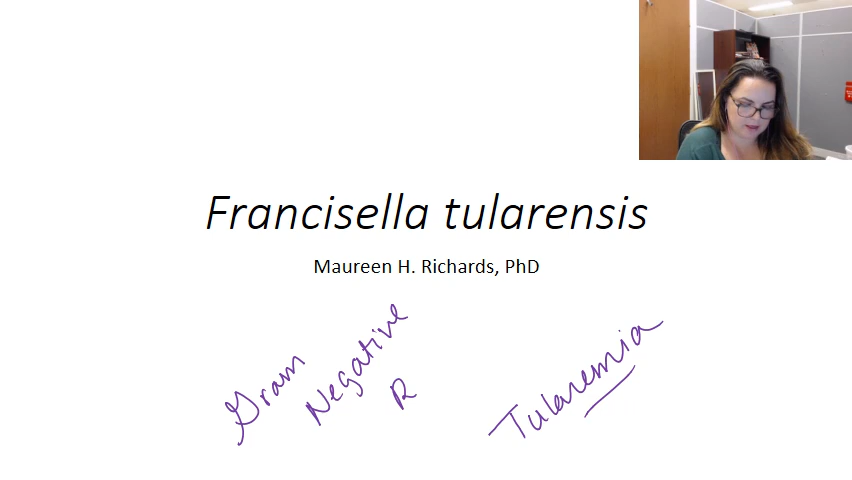 Francisella tularensis
Maureen H. Richards, PhD
Gram
Negative
R
Tularemia